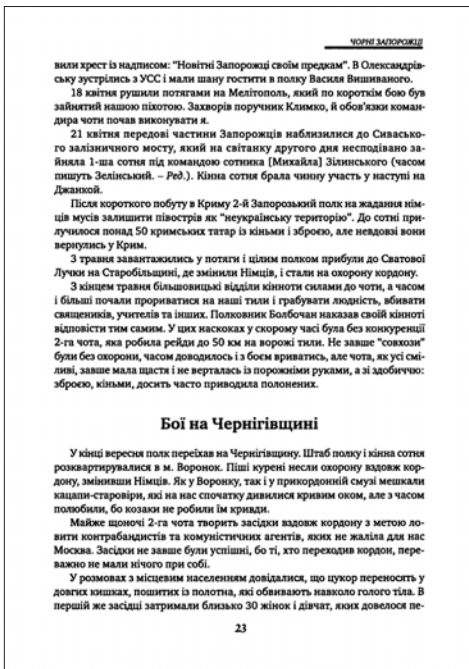 ЧОРНІ ЗАПОРОЖЦІ
вили хрест із надписом: “Новітні Запорожці своїм предкам”. В Олександрів-
ську зустрілись з УСС і мали шану гостити в полку Василя Вишиваного.
18 квітня рушили потягами на Мелітополь, який по короткім бою був
зайнятий нашою піхотою. Захворів поручник Климко, й обов’язки коман-
дира чоти почав виконувати я.
21 квітня передові частини Запорожців наблизилися до Сивасько-
го залізничного мосту, який на світанку другого дня несподівано за-
йняла 1-ша сотня під командою сотника [Михайла] Зілинського (часом
пишуть Зелінський. – Ред.). Кінна сотня брала чинну участь у наступі на
Джанкой.
Після короткого побуту в Криму 2-й Запорозький полк на жадання нім-
ців мусів залишити півострів як “неукраїнську територію”. До сотні при-
лучилося понад 50 кримських татар із кіньми і зброєю, але невдовзі вони
вернулись у Крим.
З травня завантажились у потяги і цілим полком прибули до Сватової
Лучки на Старобільщині, де змінили Німців, і стали на охорону кордону.
З кінцем травня більшовицькі відділи кінноти силами до чоти, а часом
і більші почали прориватися на наші тили і грабувати людність, вбивати
священиків, учителів та інших. Полковник Болбочан наказав своїй кінноті
відповісти тим самим. У цих наскоках у скорому часі була без конкуренції
2-га чота, яка робила рейди до 50 км на ворожі тили. Не завше “совхози”
були без охорони, часом доводилось і з боєм вриватись, але чота, як усі смі-
ливі, завше мала щастя і не верталась із порожніми руками, а зі здобиччю:
зброєю, кіньми, досить часто приводила полонених.
Бої на Чернігівщині
У кінці вересня полк переїхав на Чернігівщину. Штаб полку і кінна сотня
розквартирувалися в м. Воронок. Піші курені несли охорону вздовж кор-
дону, змінивши Німців. Як у Воронку, так і у прикордонній смузі мешкали
кацапи-старовіри, які на нас спочатку дивилися кривим оком, але з часом
полюбили, бо козаки не робили їм кривди.
Майже щоночі 2-га чота творить засідки вздовж кордону з метою ло-
вити контрабандистів та комуністичних агентів, яких не жаліла для нас
Москва. Засідки не завше були успішні, бо ті, хто переходив кордон, пере-
важно не мали нічого при собі.
У розмовах з місцевим населенням довідалися, що цукор переносять у
довгих кишках, пошитих із полотна, які обвивають навколо голого тіла. В
першій же засідці затримали близько 30 жінок і дівчат, яких довелося пе-
23